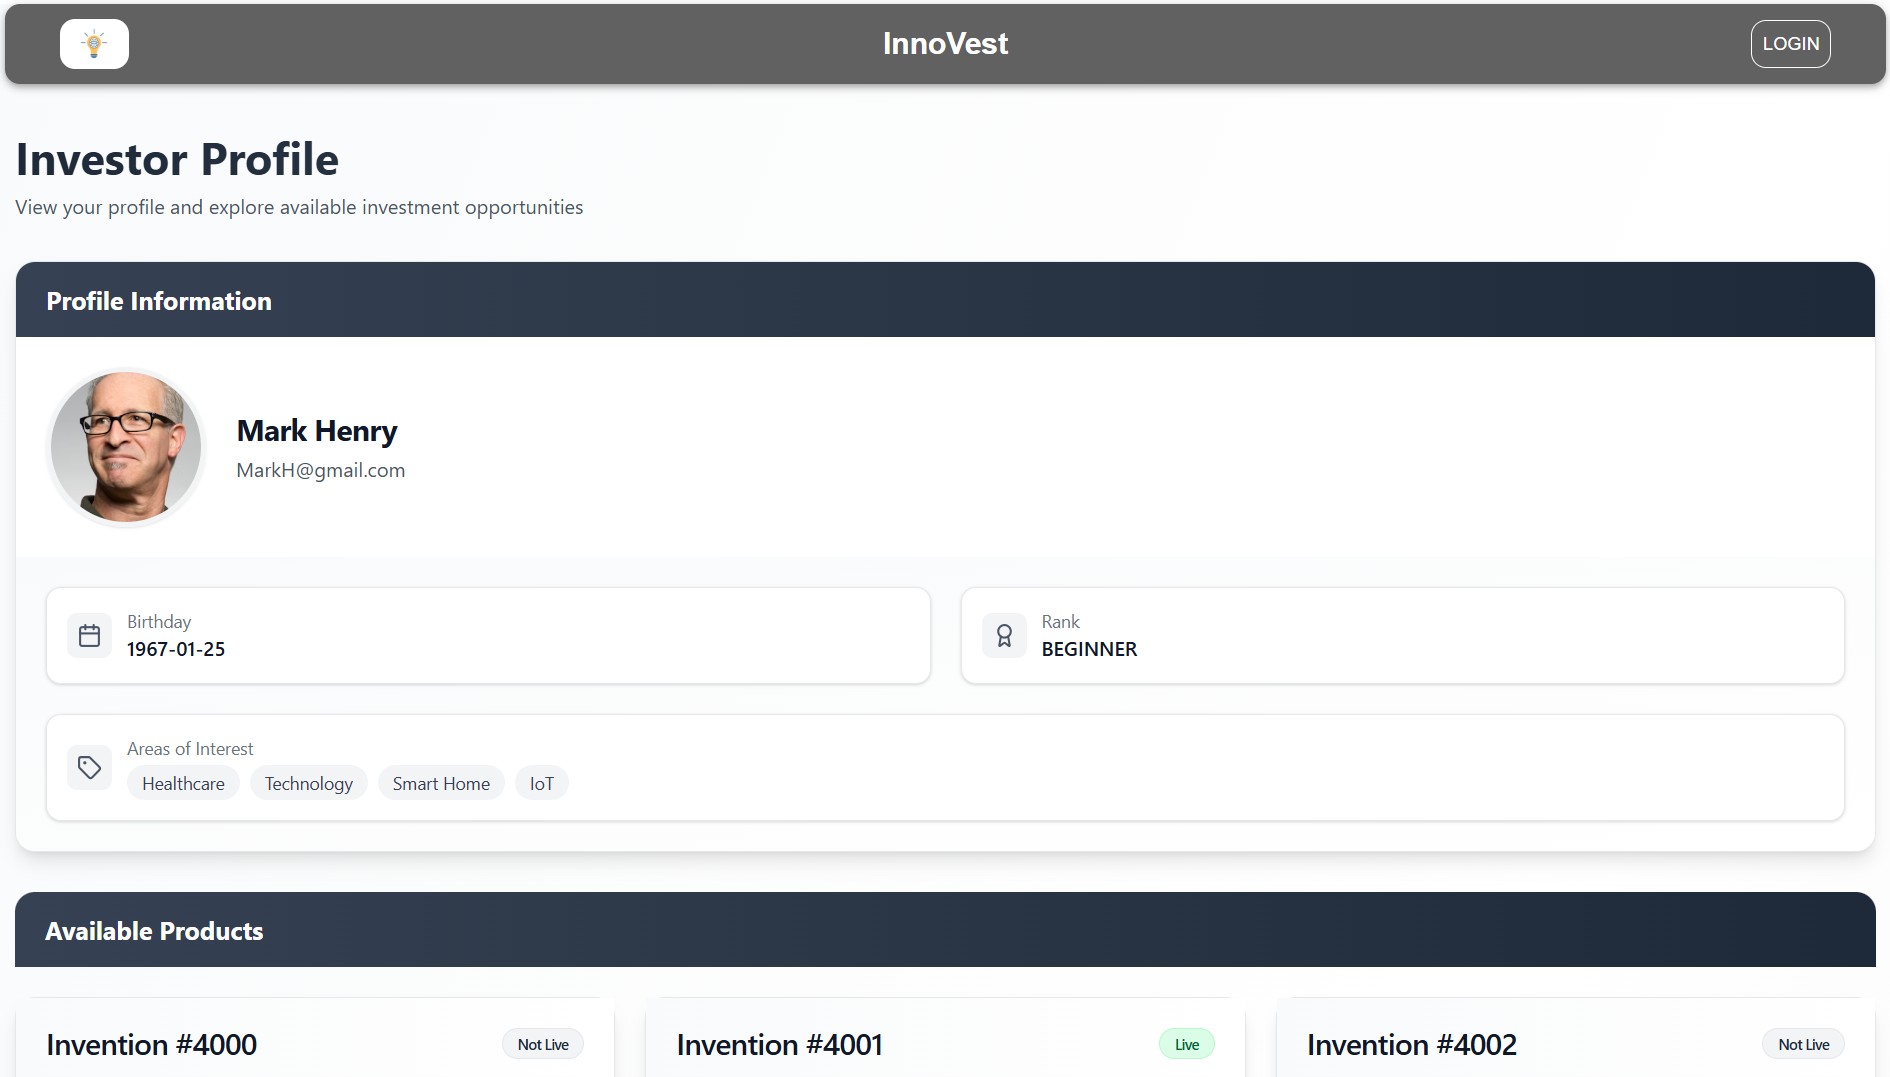 InnoVest
LOGIN
Investor Profile
View your profile and explore available investment opportunities
Profile Information
Mark Henry
MarkH@gmail.com
Birthday
1967-01-25
Rank
BEGINNER
Areas of Interest
Healthcare Technology Smart Home IoT
Available Products
Invention #4000 Not Live
Invention #4001 Live
Invention #4002 Not Live